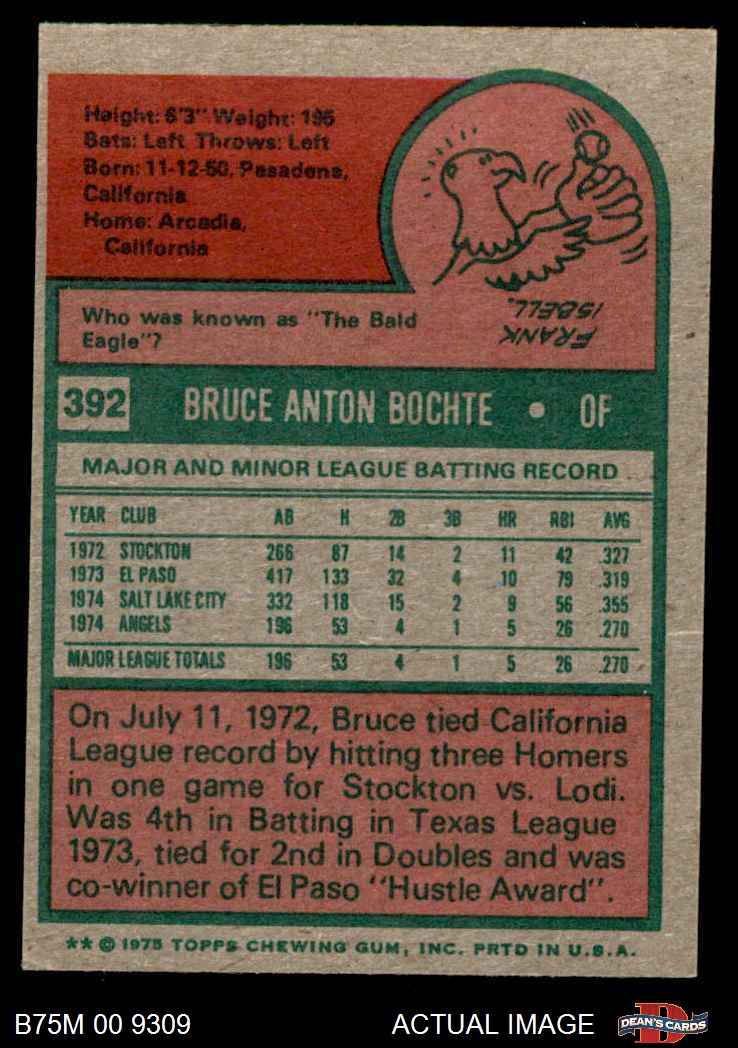 Height: 6'3" Weight: 195
Bats: Left Throws: Left
Born: 11-12-50, Pasadena,
California
Home: Arcadia,
California
Who was known as "The Bald
Eagle"?
FRANK
ISBELL.
392 BRUCE ANTON BOCHTE • OF
MAJOR AND MINOR LEAGUE BATTING RECORD
YEAR CLUB AB H 2B 3B HR RBI AVG
1972 STOCKTON 266 87 14 2 11 42 .327
1973 EL PASO 417 133 32 4 10 79 .319
1974 SALT LAKE CITY 332 118 15 2 9 56 .355
1974 ANGELS 196 53 4 1 5 26 .270
MAJOR LEAGUE TOTALS 196 53 4 1 5 26 .270
On July 11, 1972, Bruce tied California
League record by hitting three Homers
in one game for Stockton vs. Lodi.
Was 4th in Batting in Texas League
1973, tied for 2nd in Doubles and was
co-winner of El Paso "Hustle Award".
** © 1975 TOPPS CHEWING GUM, INC. PRTD IN U.S.A.
B75M 00 9309 ACTUAL IMAGE DEAN'S CARDS